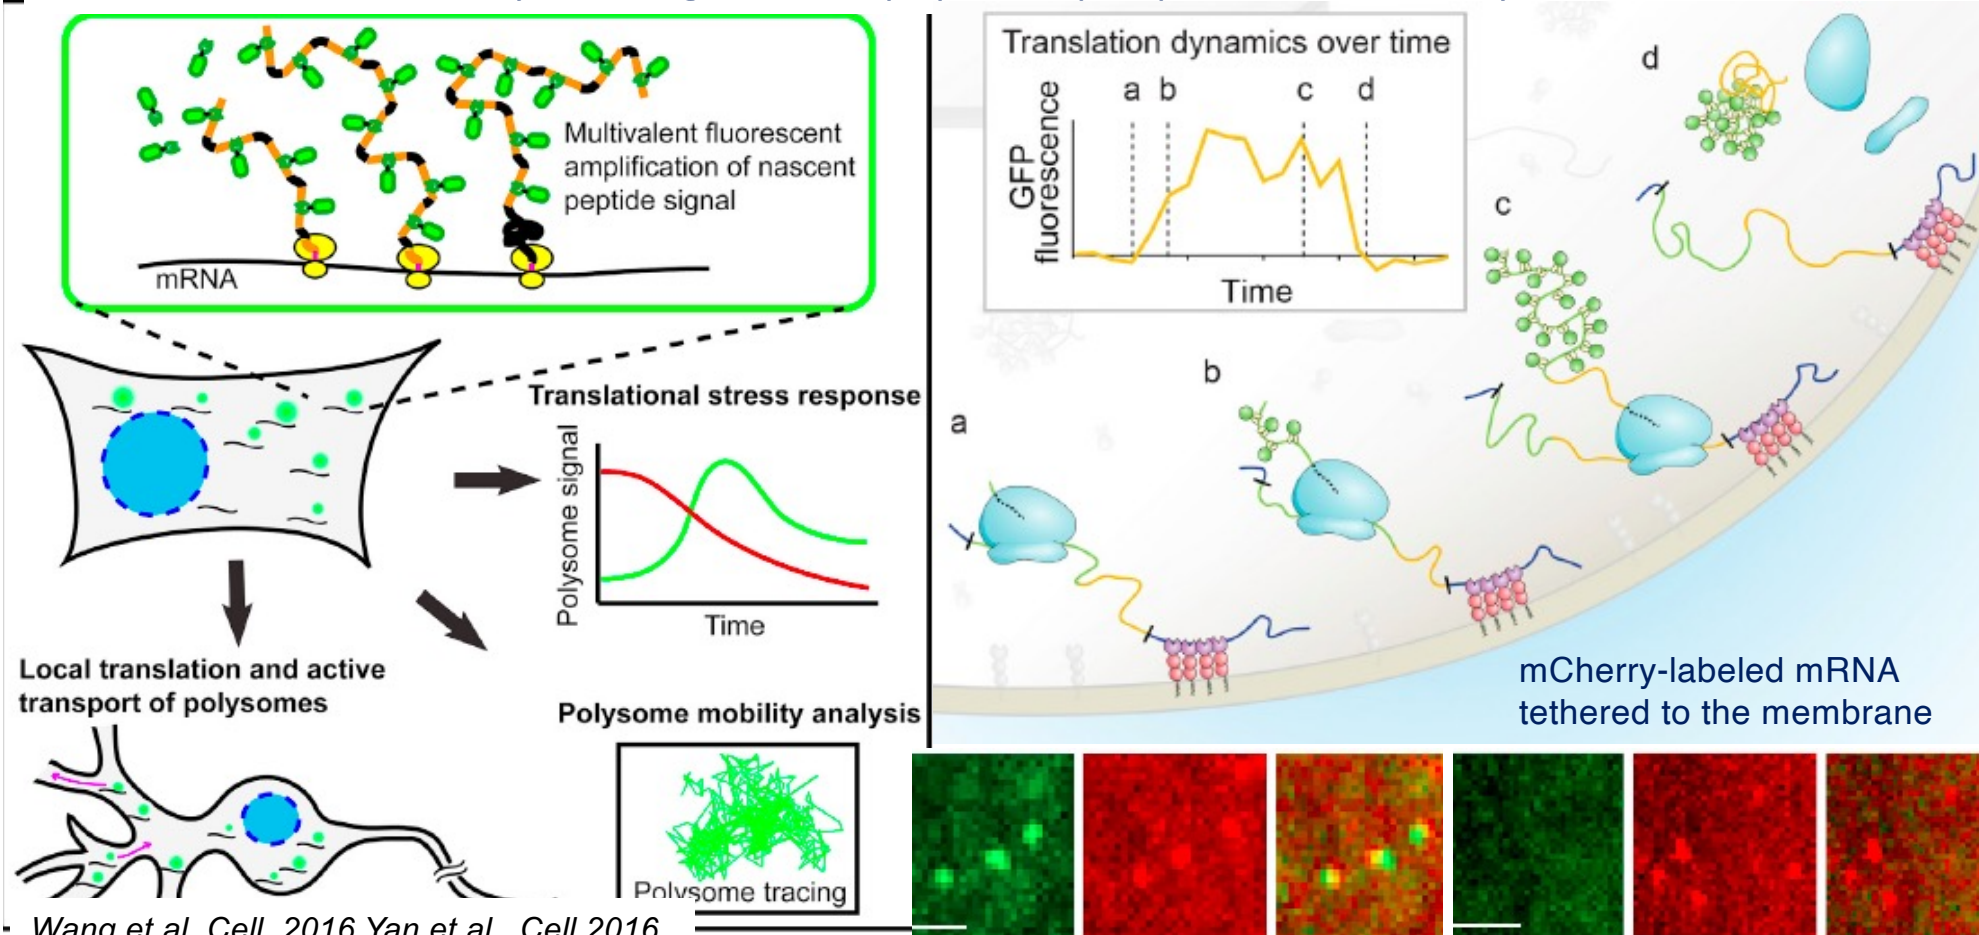 Multivalent fluorescent
amplification of nascent
peptide signal
mRNA
Translational stress response
Polysome signal
Time
Local translation and active
transport of polysomes
Polysome mobility analysis
Polysome tracing
Wang et al, Cell, 2016 Yan et al., Cell 2016
Translation dynamics over time
a b c d
GFP
fluorescence
Time
a
b
c
d
mCherry-labeled mRNA
tethered to the membrane